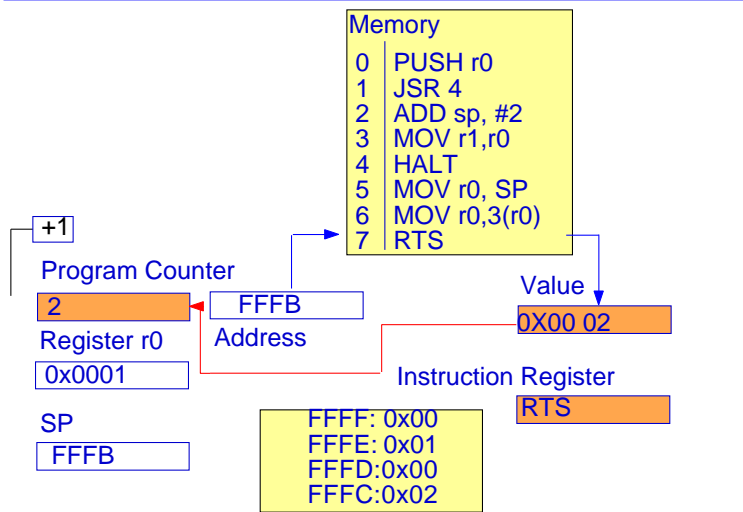 Memory
0 PUSH r0
1 JSR 4
2 ADD sp, #2
3 MOV r1,r0
4 HALT
5 MOV r0, SP
6 MOV r0,3(r0)
7 RTS
+1
Program Counter
2
FFFB
Address
Value
0X00 02
Register r0
0x0001
Instruction Register
RTS
SP
FFFB
FFFF: 0x00
FFFE: 0x01
FFFD:0x00
FFFC:0x02